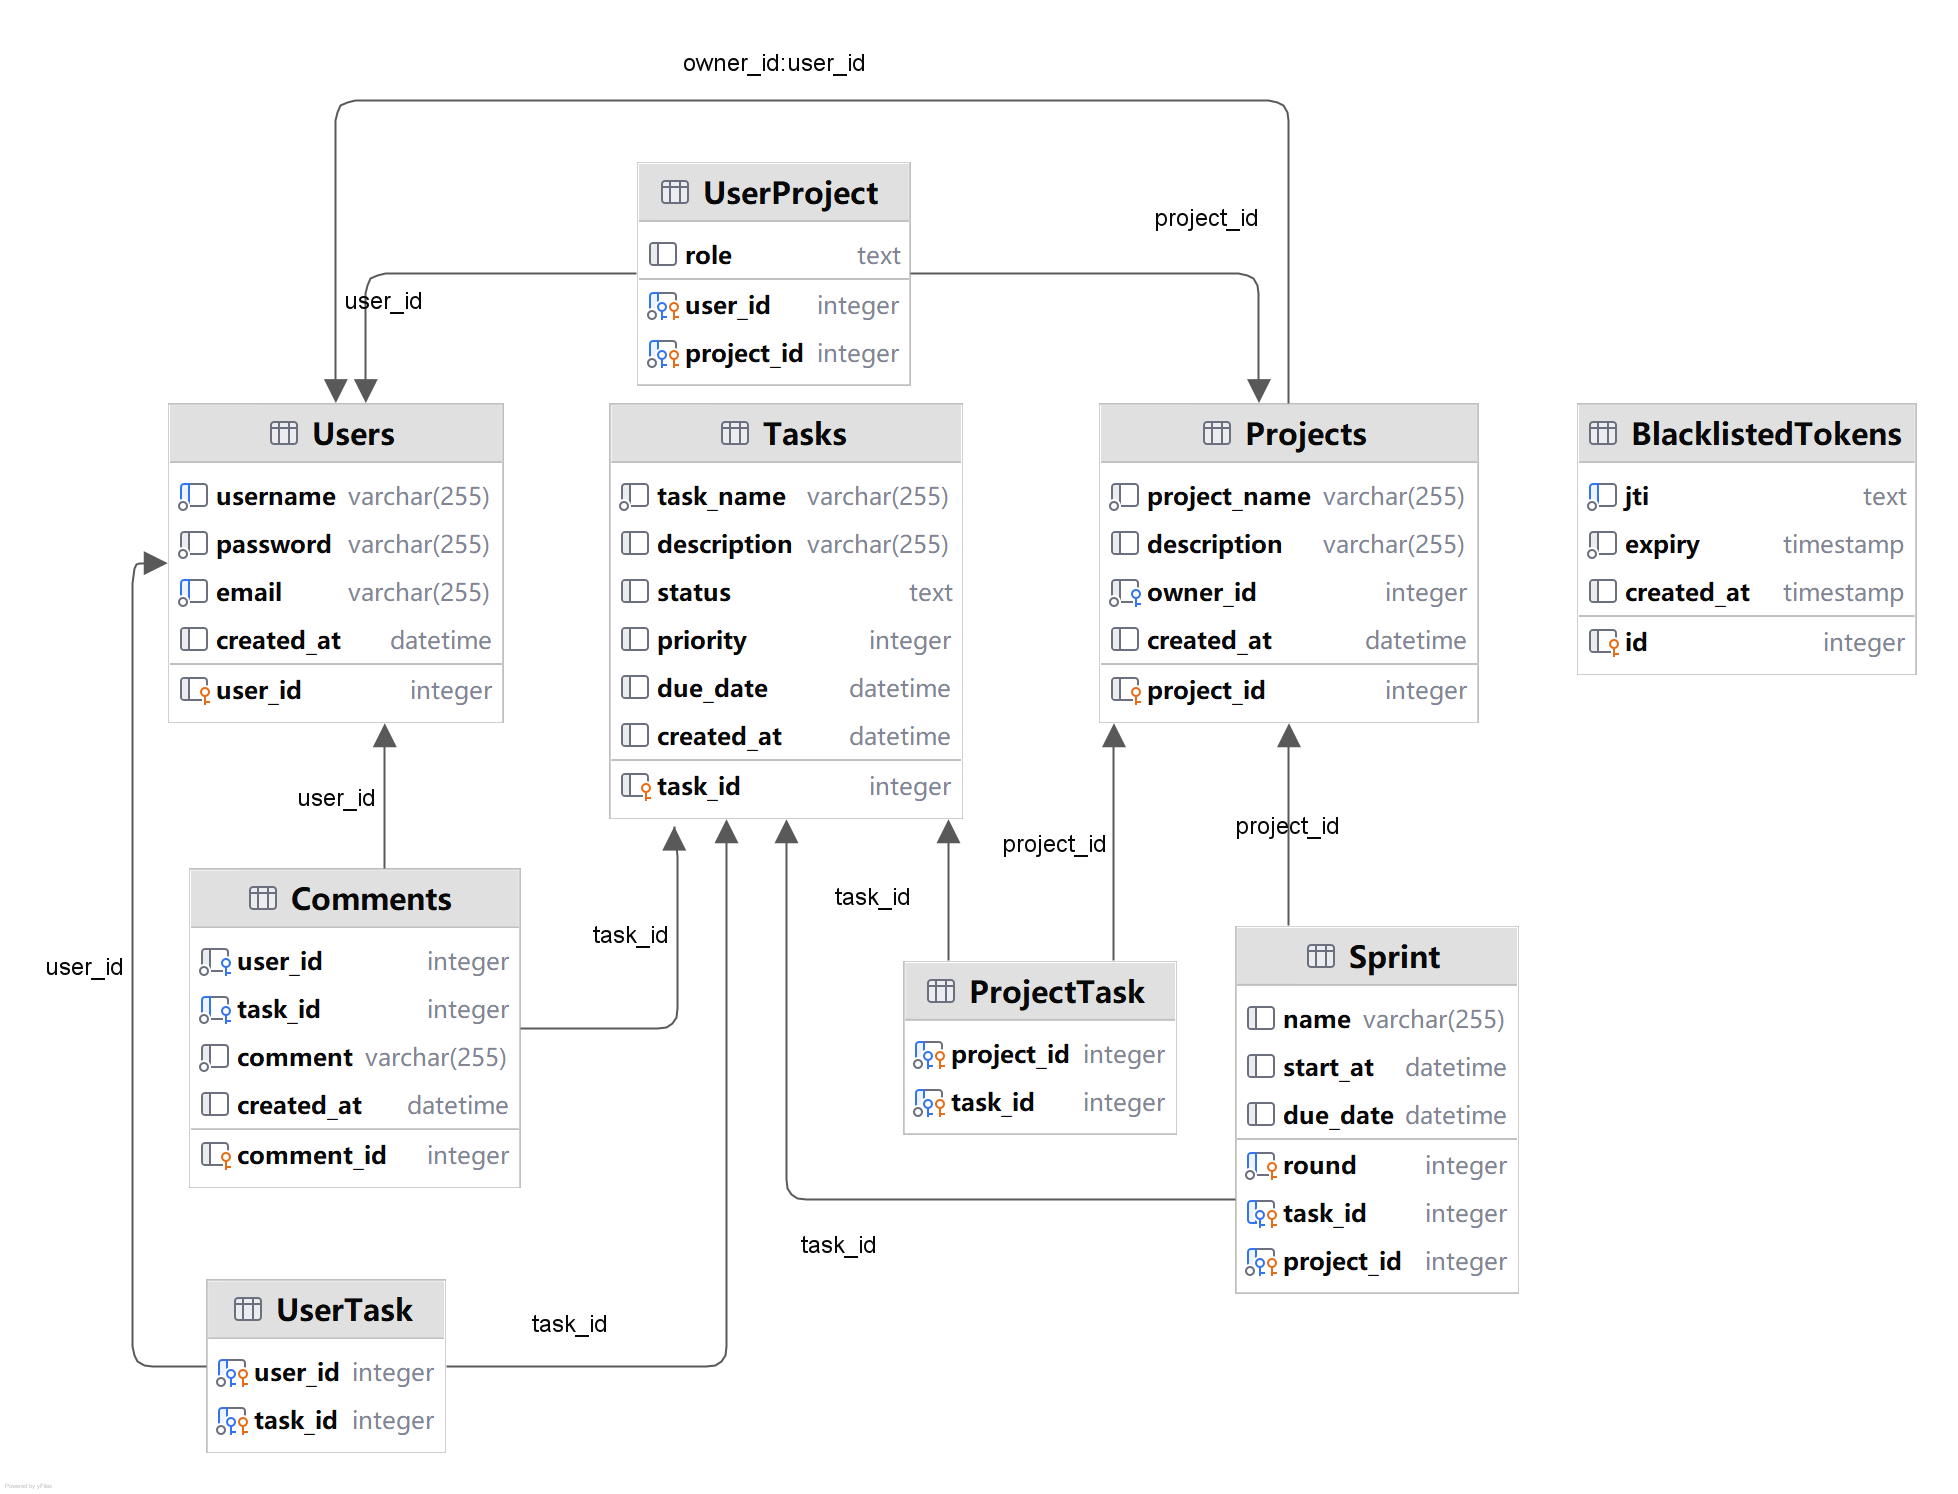 owner_id:user_id
UserProject
role text
user_id integer
project_id integer
user_id
project_id
Users
username varchar(255)
password varchar(255)
email varchar(255)
created_at datetime
user_id integer
Tasks
task_name varchar(255)
description varchar(255)
status text
priority integer
due_date datetime
created_at datetime
task_id integer
Projects
project_name varchar(255)
description varchar(255)
owner_id integer
created_at datetime
project_id integer
BlacklistedTokens
jti text
expiry timestamp
created_at timestamp
id integer
user_id
project_id
project_id
task_id
task_id
user_id
Comments
user_id integer
task_id integer
comment varchar(255)
created_at datetime
comment_id integer
ProjectTask
project_id integer
task_id integer
Sprint
name varchar(255)
start_at datetime
due_date datetime
round integer
task_id integer
project_id integer
task_id
task_id
UserTask
user_id integer
task_id integer
Powered by yFiles